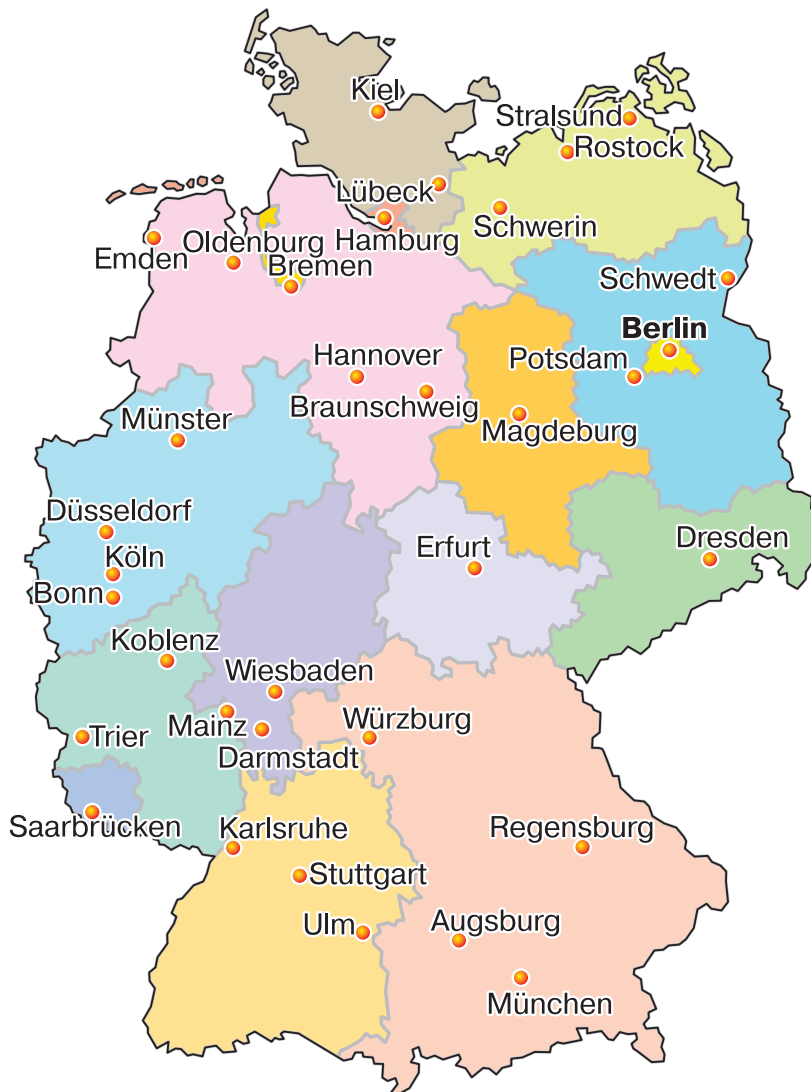 Kiel
Stralsund
Rostock
Lübeck
Schwerin
Hamburg
Oldenburg
Emden
Bremen
Schwedt
Berlin
Hannover
Potsdam
Braunschweig
Münster
Magdeburg
Düsseldorf
Köln
Erfurt
Dresden
Bonn
Koblenz
Wiesbaden
Mainz
Würzburg
Trier
Darmstadt
Saarbrücken
Karlsruhe
Regensburg
Stuttgart
Ulm
Augsburg
München